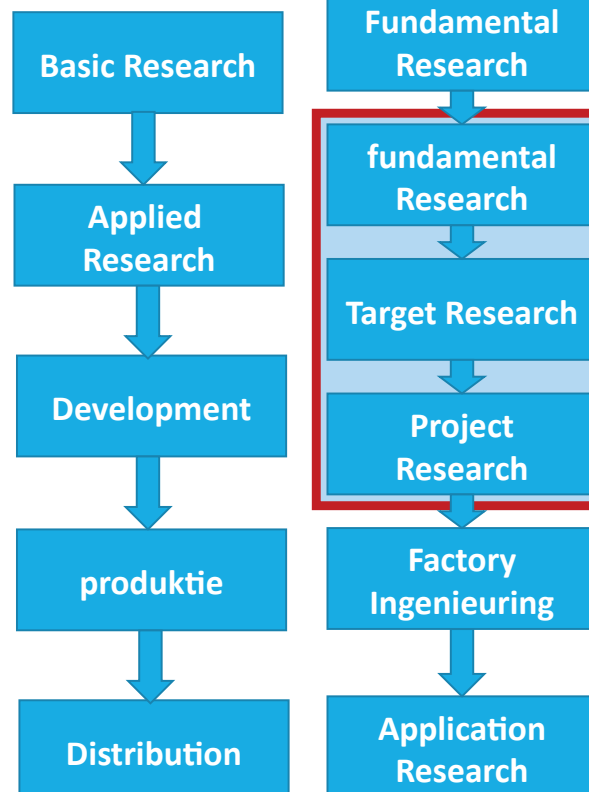 Basic Research
Applied
Research
Development
produktie
Distribution
Fundamental
Research
fundamental
Research
Target Research
Project
Research
Factory
Ingenieuring
Application
Research